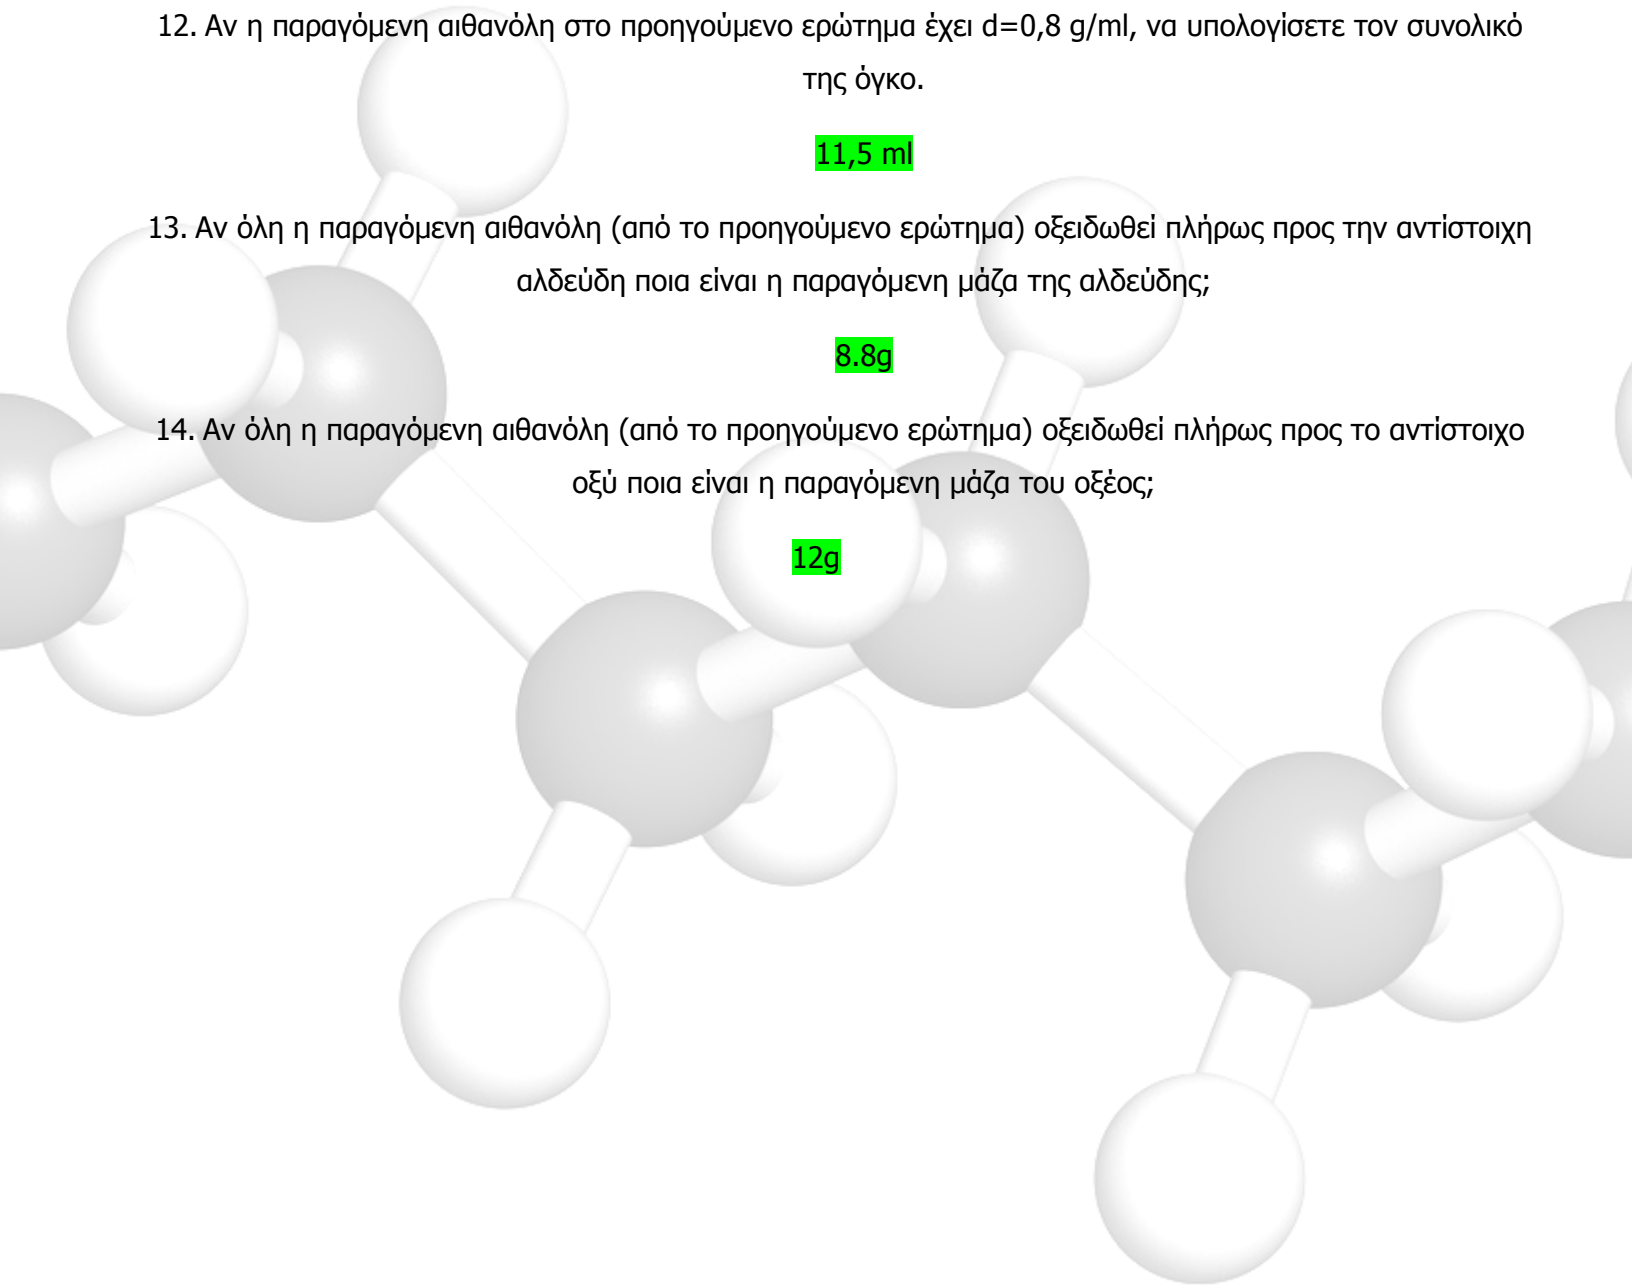 12. Αν η παραγόμενη αιθανόλη στο προηγούμενο ερώτημα έχει d=0,8 g/ml, να υπολογίσετε τον συνολικό
της όγκο.
11,5 ml
13. Αν όλη η παραγόμενη αιθανόλη (από το προηγούμενο ερώτημα) οξειδωθεί πλήρως προς την αντίστοιχη
αλδεύδη ποια είναι η παραγόμενη μάζα της αλδεύδης;
8.8g
14. Αν όλη η παραγόμενη αιθανόλη (από το προηγούμενο ερώτημα) οξειδωθεί πλήρως προς το αντίστοιχο
οξύ ποια είναι η παραγόμενη μάζα του οξέος;
12g